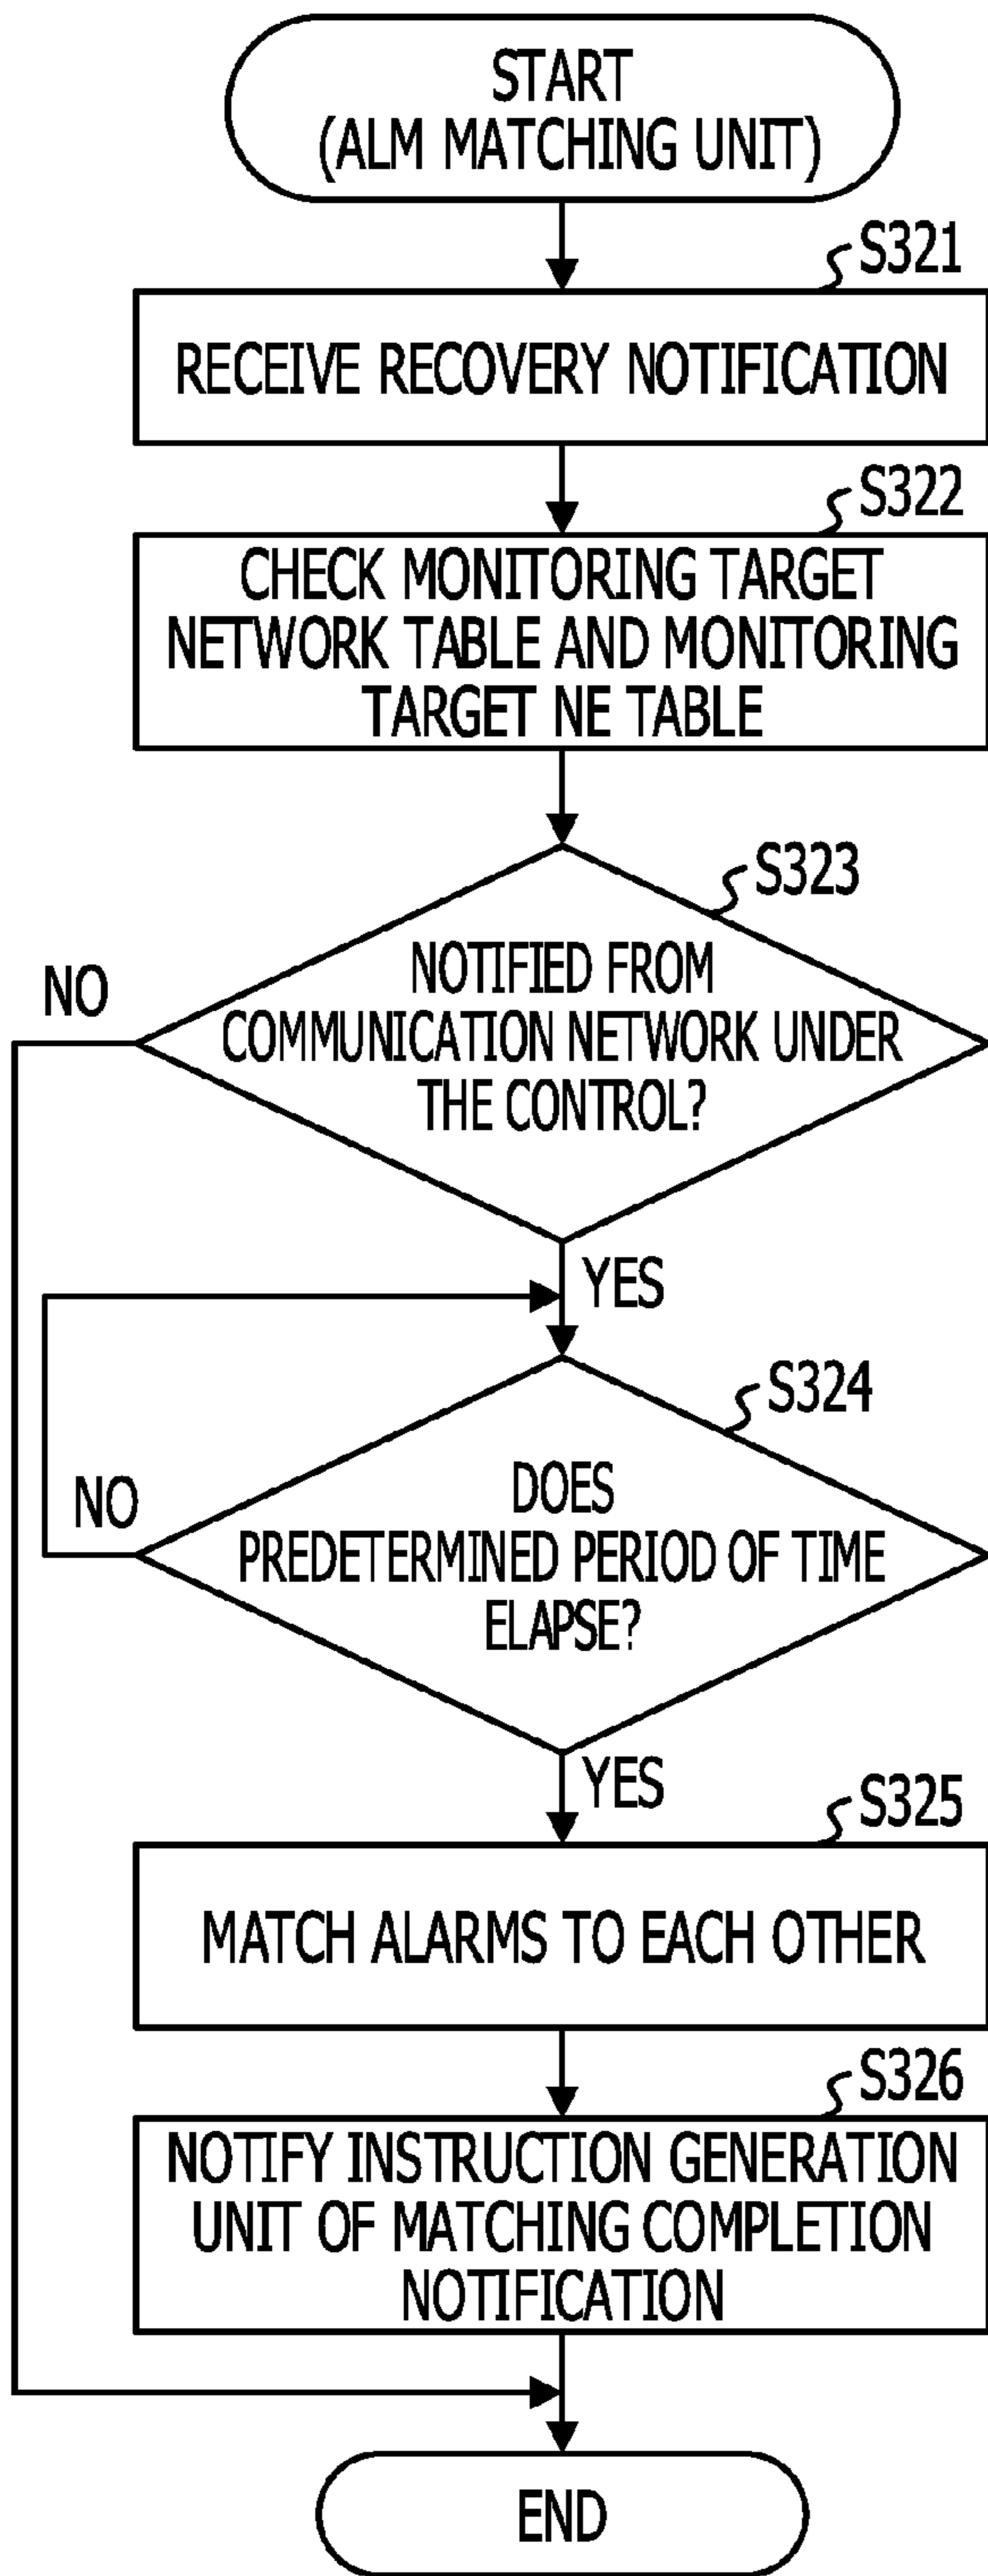 START
(ALM MATCHING UNIT)
S321
RECEIVE RECOVERY NOTIFICATION
S322
CHECK MONITORING TARGET
NETWORK TABLE AND MONITORING
TARGET NE TABLE
S323
NOTIFIED FROM
COMMUNICATION NETWORK UNDER
THE CONTROL?
NO
YES
S324
DOES
PREDETERMINED PERIOD OF TIME
ELAPSE?
NO
YES
S325
MATCH ALARMS TO EACH OTHER
S326
NOTIFY INSTRUCTION GENERATION
UNIT OF MATCHING COMPLETION
NOTIFICATION
END